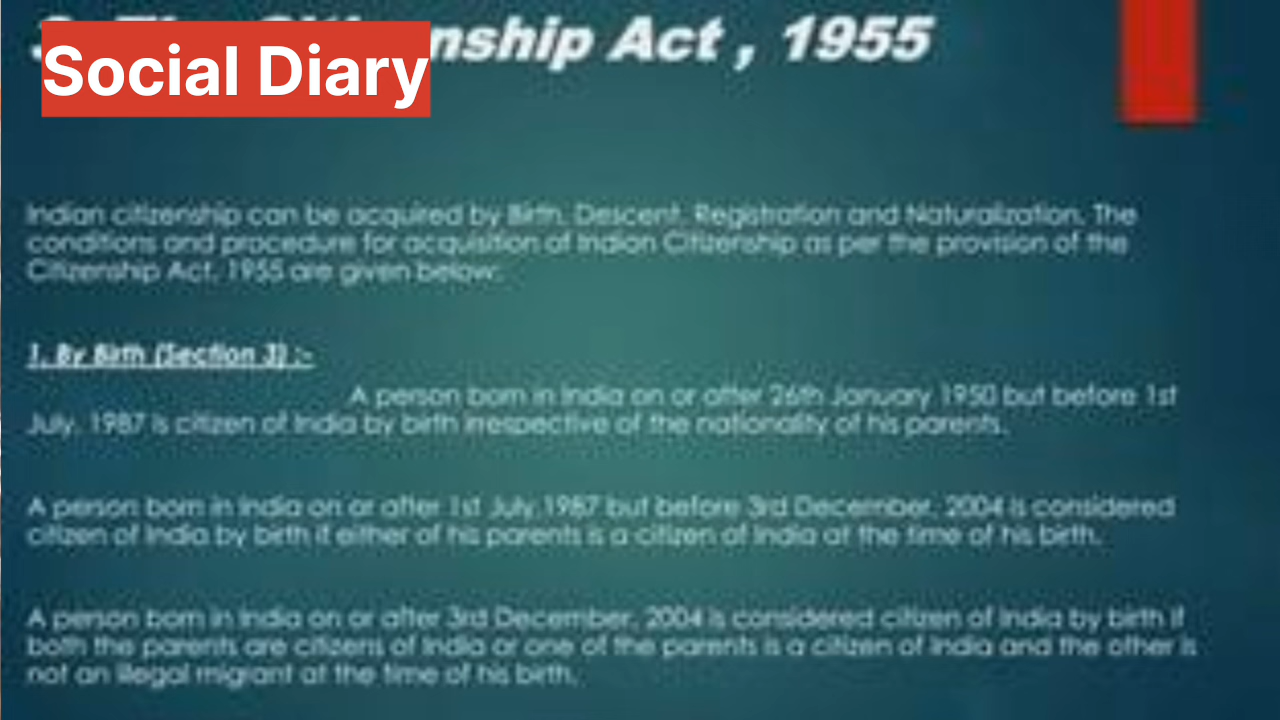 nship Act , 1955
Social Diary
Indian citizenship can be acquired by Birth, Descent, Registration and Naturalization. The
conditions and procedure for acquisition of Indian Citizenship as per the provision of the
Citizenship Act, 1955 are given below:
1. By Birth (Section 3) :-
A person born in India on or after 26th January 1950 but before 1st
July, 1987 is citizen of India by birth irrespective of the nationality of his parents.
A person born in India on or after 1st July,1987 but before 3rd December, 2004 is considered
citizen of India by birth if either of his parents is a citizen of India at the time of his birth.
A person born in India on or after 3rd December, 2004 is considered citizen of India by birth if
both the parents are citizens of India or one of the parents is a citizen of India and the other is
not an illegal migrant at the time of his birth.